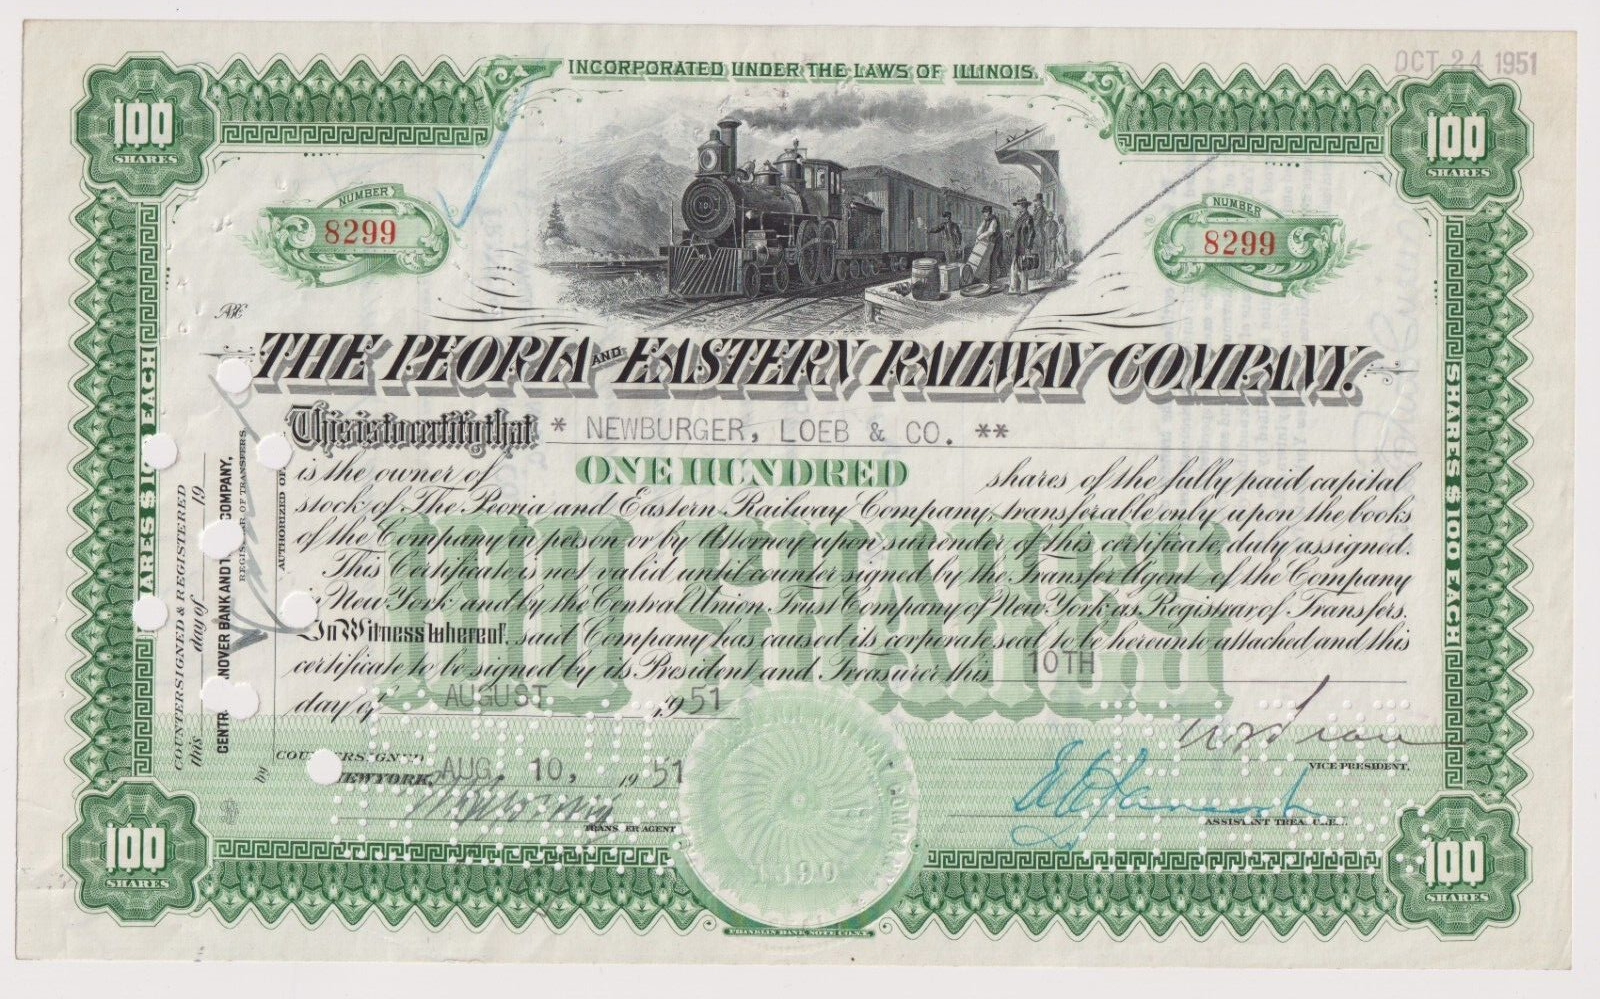 OCT 24 1951
INCORPORATED UNDER THE LAWS OF ILLINOIS.
100 SHARES
100 SHARES
NUMBER
8299
NUMBER
8299
THE PEORIA AND EASTERN RAILWAY COMPANY.
This is to certify that * NEWBURGER, LOEB & CO. **
is the owner of ONE HUNDRED shares of the fully paid capital
stock of The Peoria and Eastern Railway Company, transferable only upon the books
of the Company in person or by Attorney upon surrender of this certificate, duly assigned.
This Certificate is not valid until counter signed by the Transfer Agent of the Company
in New York and by the Central Union Trust Company of New York as Registrar of Transfers.
In Witness whereof, said Company has caused its corporate seal to be hereunto attached and this
certificate to be signed by its President and Treasurer this 10TH
day of AUGUST 1951
100 SHARES
COUNTERSIGNED
NEW YORK, AUG. 10, 1951
TRANSFER AGENT
VICE-PRESIDENT.
ASSISTANT TREASURER.
1890
100 SHARES
100 SHARES
FRANKLIN BANK NOTE CO. N.Y.
SHARES $100 EACH
SHARES $100 EACH
COUNTERSIGNED & REGISTERED
this day of 19
CENTRAL HANOVER BANK AND TRUST COMPANY,
REGISTRAR OF TRANSFERS
by AUTHORIZED OFFICER